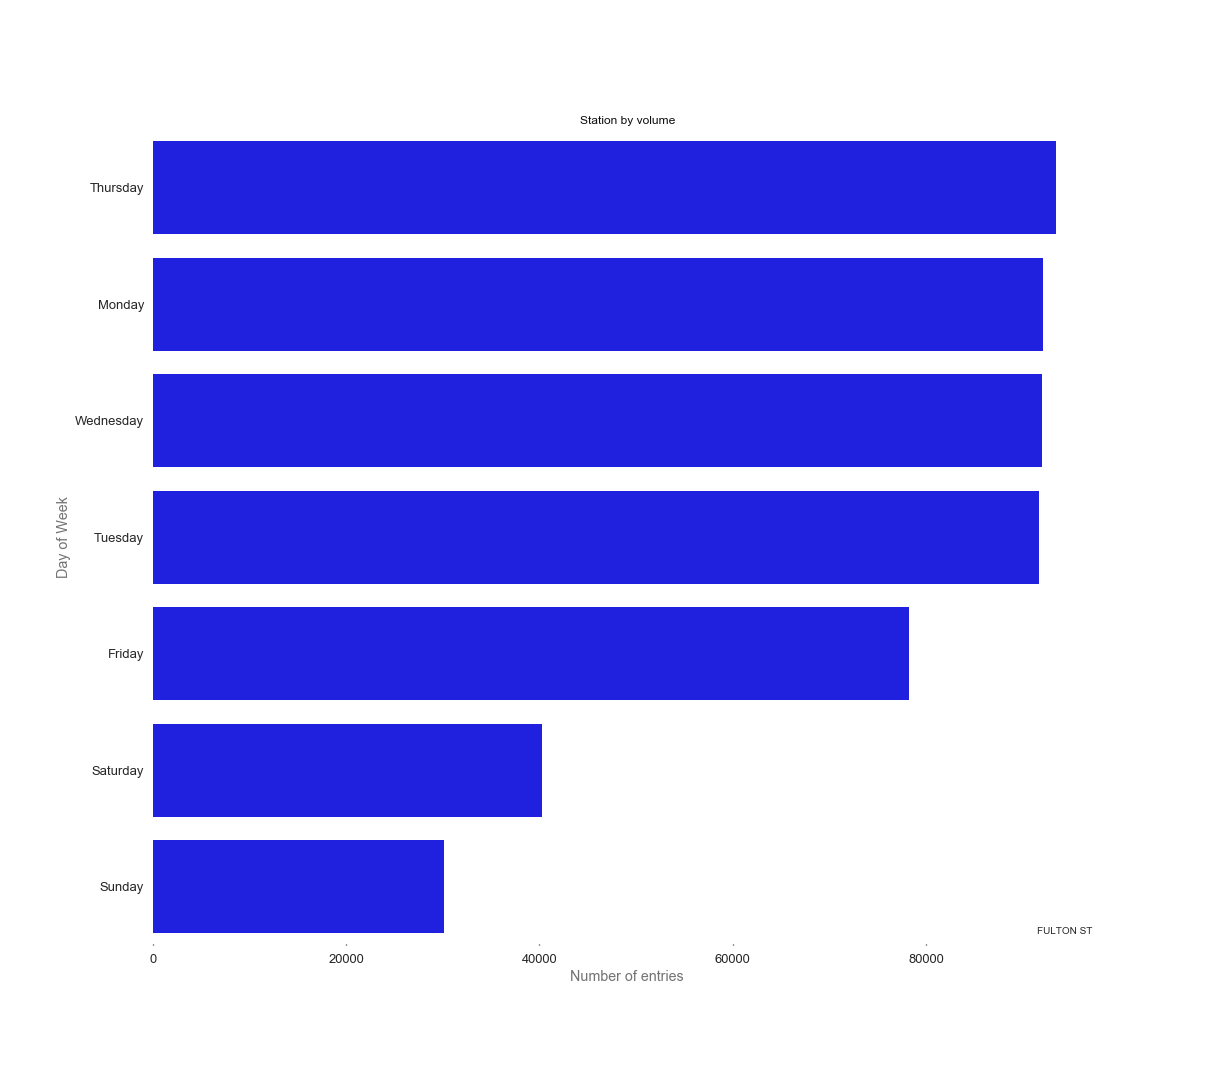 Station by volume
Thursday
Monday
Wednesday
Tuesday
Friday
Saturday
Sunday
Day of Week
FULTON ST
0 20000 40000 60000 80000
Number of entries